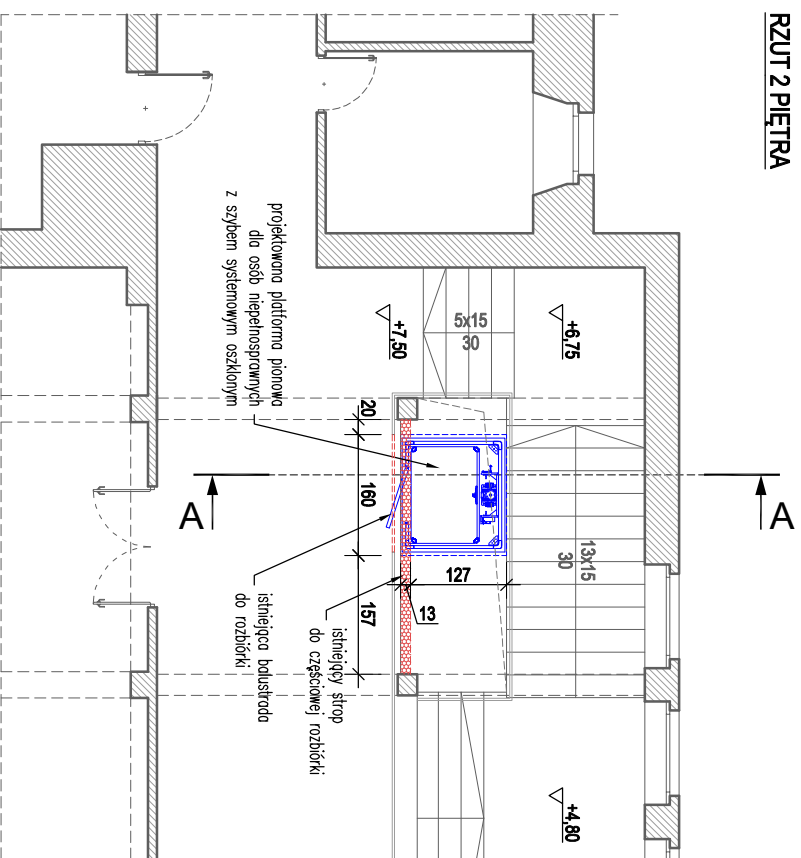 RZUT 2 PIĘTRA
projektowana platforma pionowa
dla osób niepełnosprawnych
z szybem systemowym oszklonym
+7,50
5x15
30
+6,75
20
160
157
127
13
13x15
30
A
A
istniejąca balustrada
do rozbiórki
istniejący strop
do częściowej rozbiórki
+4,80